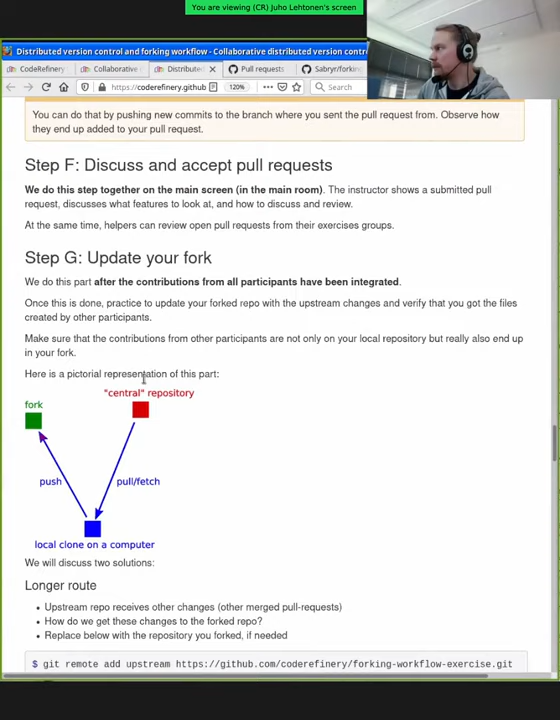 You are viewing (CR) Juho Lehtonen's screen
Distributed version control and forking workflow - Collaborative distributed version contr
CodeRefinery
Collaborative
Distributed
Pull requests
Sabryr/forkin
https://coderefinery.github
120%
Search
You can do that by pushing new commits to the branch where you sent the pull request from. Observe how
they end up added to your pull request.
Step F: Discuss and accept pull requests
We do this step together on the main screen (in the main room). The instructor shows a submitted pull
request, discusses what features to look at, and how to discuss and review.
At the same time, helpers can review open pull requests from their exercises groups.
Step G: Update your fork
We do this part after the contributions from all participants have been integrated.
Once this is done, practice to update your forked repo with the upstream changes and verify that you got the files
created by other participants.
Make sure that the contributions from other participants are not only on your local repository but really also end up
in your fork.
Here is a pictorial representation of this part:
"central" repository
fork
push
pull/fetch
local clone on a computer
We will discuss two solutions:
Longer route
• Upstream repo receives other changes (other merged pull-requests)
• How do we get these changes to the forked repo?
• Replace below with the repository you forked, if needed
$ git remote add upstream https://github.com/coderefinery/forking-workflow-exercise.git